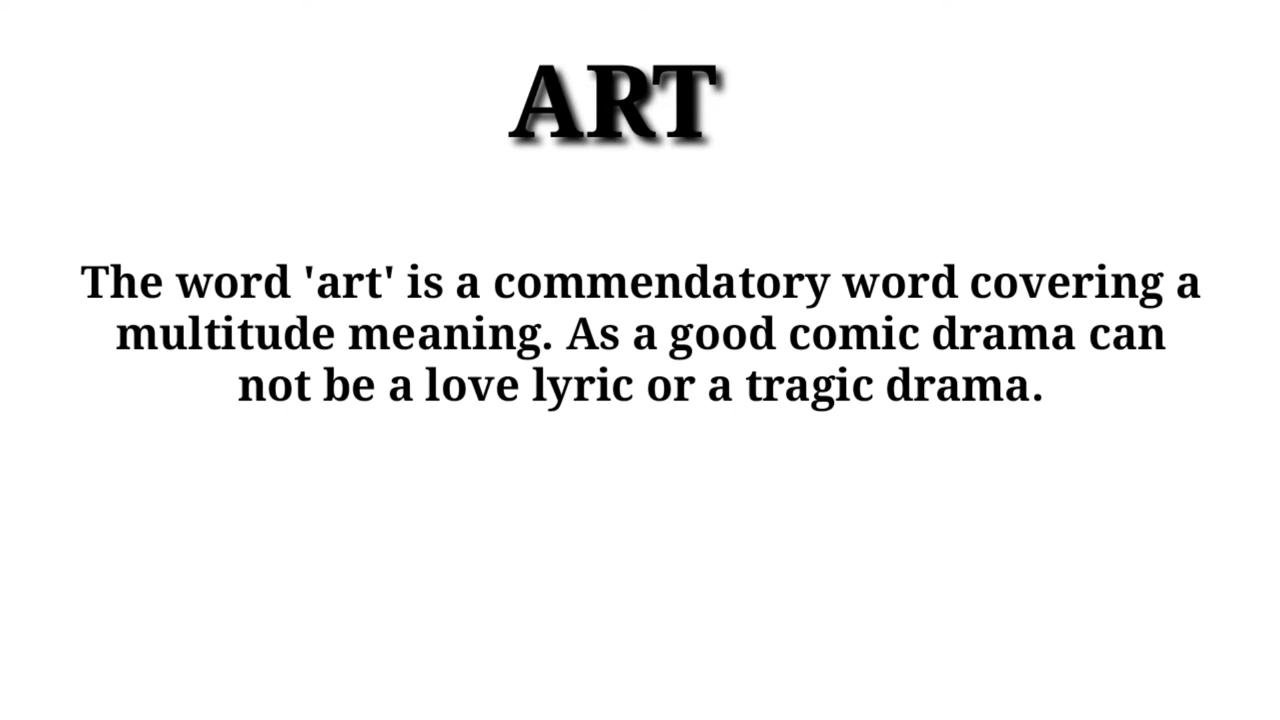 ART
The word 'art' is a commendatory word covering a
multitude meaning. As a good comic drama can
not be a love lyric or a tragic drama.